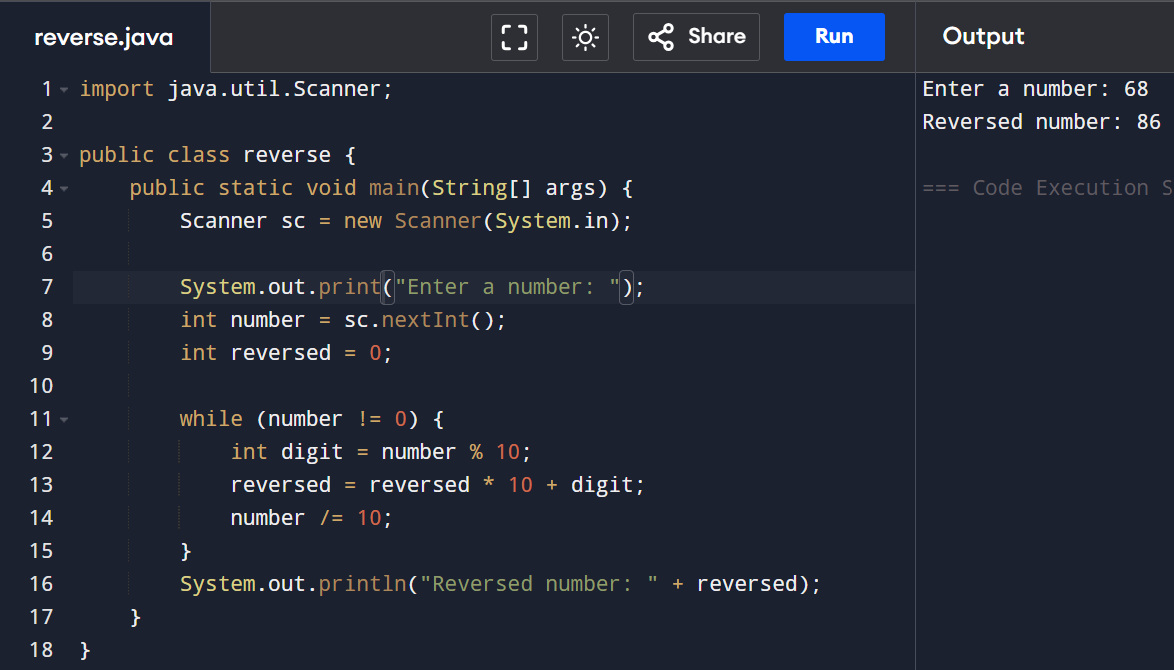 reverse.java
Share
Run
Output
1 import java.util.Scanner;
2
3 public class reverse {
4     public static void main(String[] args) {
5         Scanner sc = new Scanner(System.in);
6
7         System.out.print("Enter a number: ");
8         int number = sc.nextInt();
9         int reversed = 0;
10
11         while (number != 0) {
12             int digit = number % 10;
13             reversed = reversed * 10 + digit;
14             number /= 10;
15         }
16         System.out.println("Reversed number: " + reversed);
17     }
18 }
Enter a number: 68
Reversed number: 86
=== Code Execution S